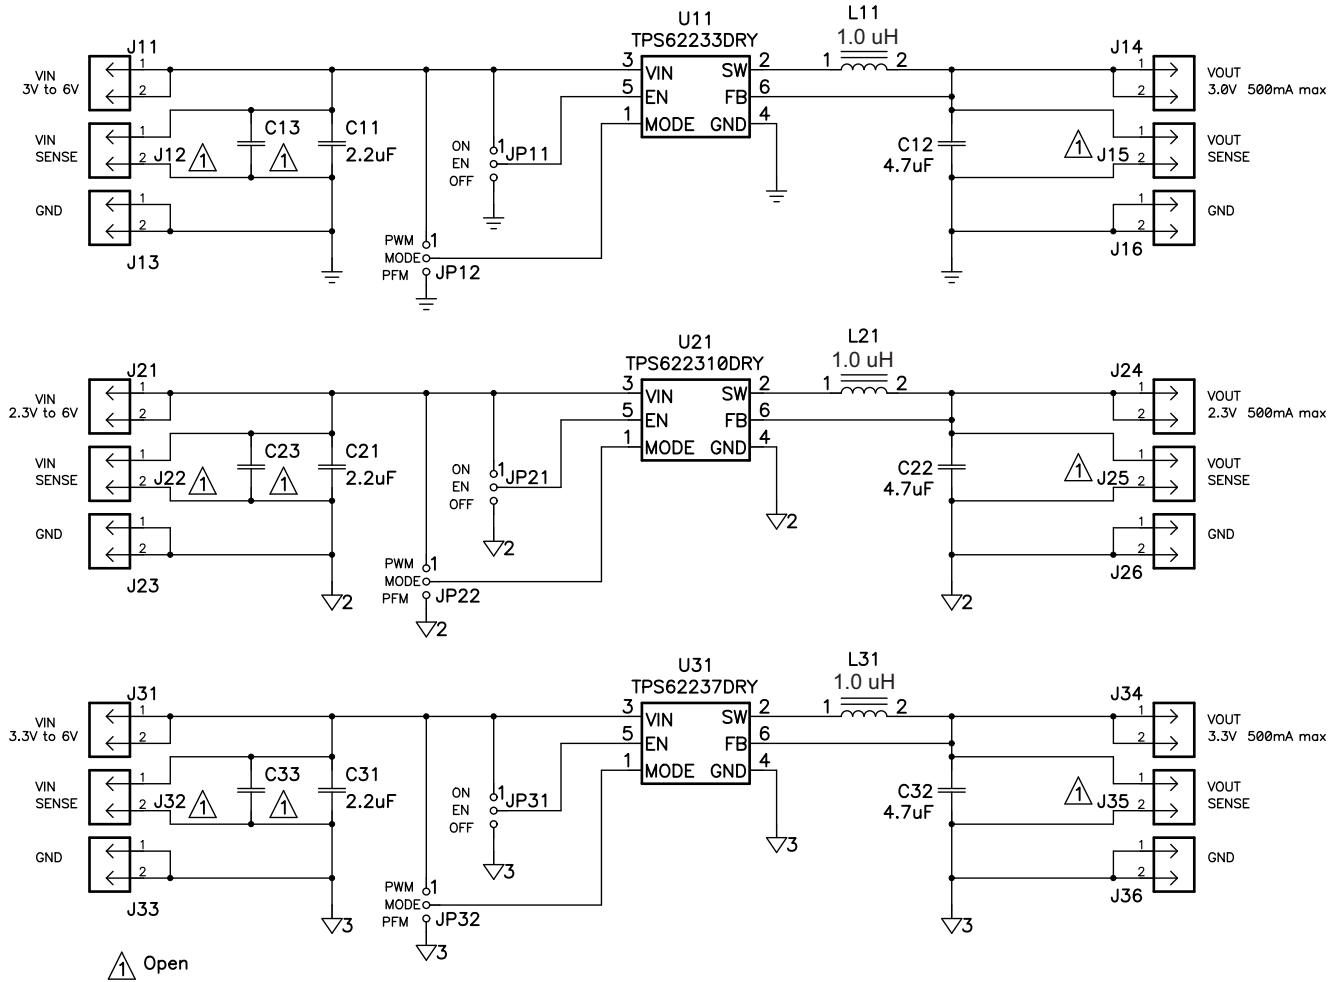 U11
TPS62233DRY
L11
1.0 uH
J11
VIN
3V to 6V
1
2
VIN
SENSE
1
2
J12
1
C13
1
C11
2.2uF
GND
1
2
J13
ON
EN
OFF
1
JP11
PWM
MODE
PFM
1
JP12
3
5
1
VIN
EN
MODE
SW
FB
GND
2
6
4
1
2
C12
4.7uF
J14
1
2
VOUT
3.0V 500mA max
1
J15
1
2
VOUT
SENSE
1
2
J16
GND
U21
TPS622310DRY
L21
1.0 uH
J21
VIN
2.3V to 6V
1
2
VIN
SENSE
1
2
J22
1
C23
1
C21
2.2uF
GND
1
2
J23
2
ON
EN
OFF
1
JP21
2
PWM
MODE
PFM
1
JP22
2
3
5
1
VIN
EN
MODE
SW
FB
GND
2
6
4
2
1
2
C22
4.7uF
2
J24
1
2
VOUT
2.3V 500mA max
1
J25
1
2
VOUT
SENSE
1
2
J26
GND
U31
TPS62237DRY
L31
1.0 uH
J31
VIN
3.3V to 6V
1
2
VIN
SENSE
1
2
J32
1
C33
1
C31
2.2uF
GND
1
2
J33
3
ON
EN
OFF
1
JP31
3
PWM
MODE
PFM
1
JP32
3
3
5
1
VIN
EN
MODE
SW
FB
GND
2
6
4
3
1
2
C32
4.7uF
3
J34
1
2
VOUT
3.3V 500mA max
1
J35
1
2
VOUT
SENSE
1
2
J36
GND
1 Open